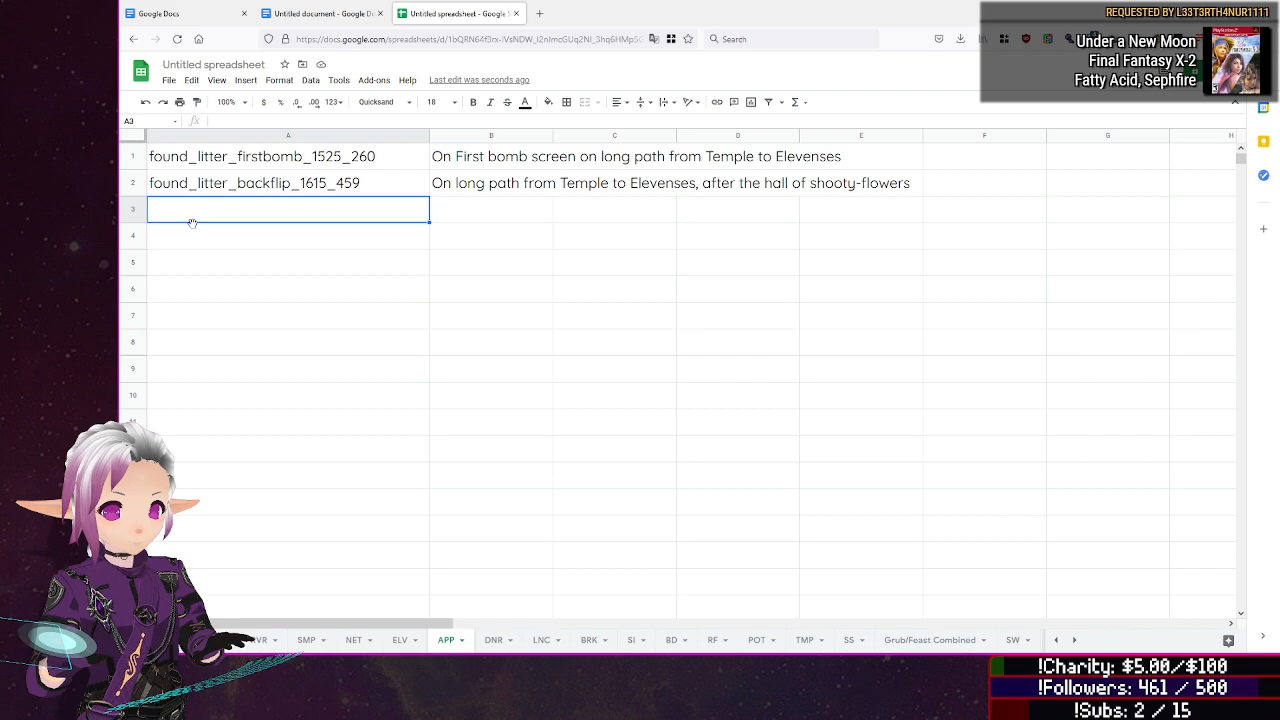 REQUESTED BY L33T3RTH4NUR1111
Under a New Moon
Final Fantasy X-2
Fatty Acid, Sephfire
Google Docs
Untitled document - Google Do
Untitled spreadsheet - Google S
Search
Untitled spreadsheet
File Edit View Insert Format Data Tools Add-ons Help Last edit was seconds ago
100% $ % .0 .00 123 Quicksand 18 B I S A
A3 fx
A B C D E F G H
1 found_litter_firstbomb_1525_260 On First bomb screen on long path from Temple to Elevenses
2 found_litter_backflip_1615_459 On long path from Temple to Elevenses, after the hall of shooty-flowers
3
4
5
6
7
8
9
10
SMP NET ELV APP DNR LNC BRK SI BD RF POT TMP SS Grub/Feast Combined SW
!Charity: $5.00/$100
!Followers: 461 / 500
!Subs: 2 / 15